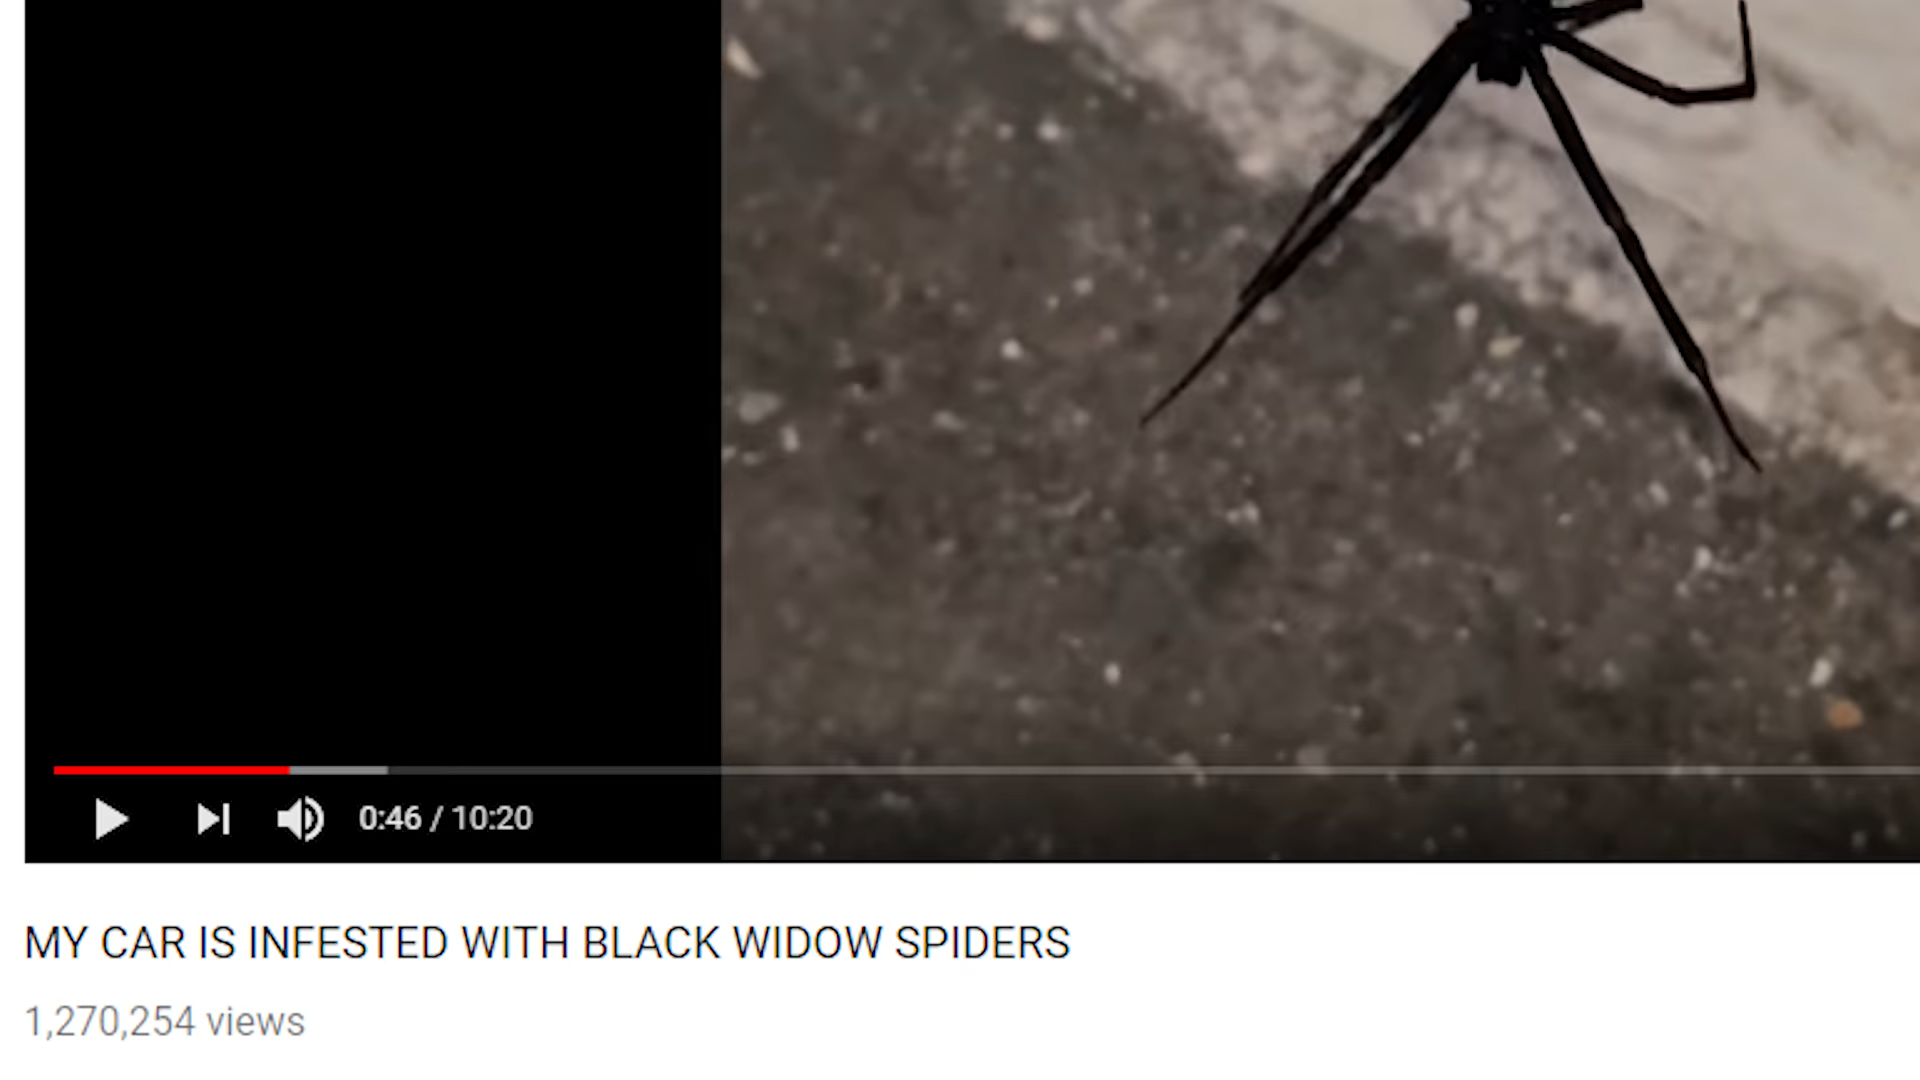 0:46 / 10:20
MY CAR IS INFESTED WITH BLACK WIDOW SPIDERS
1,270,254 views